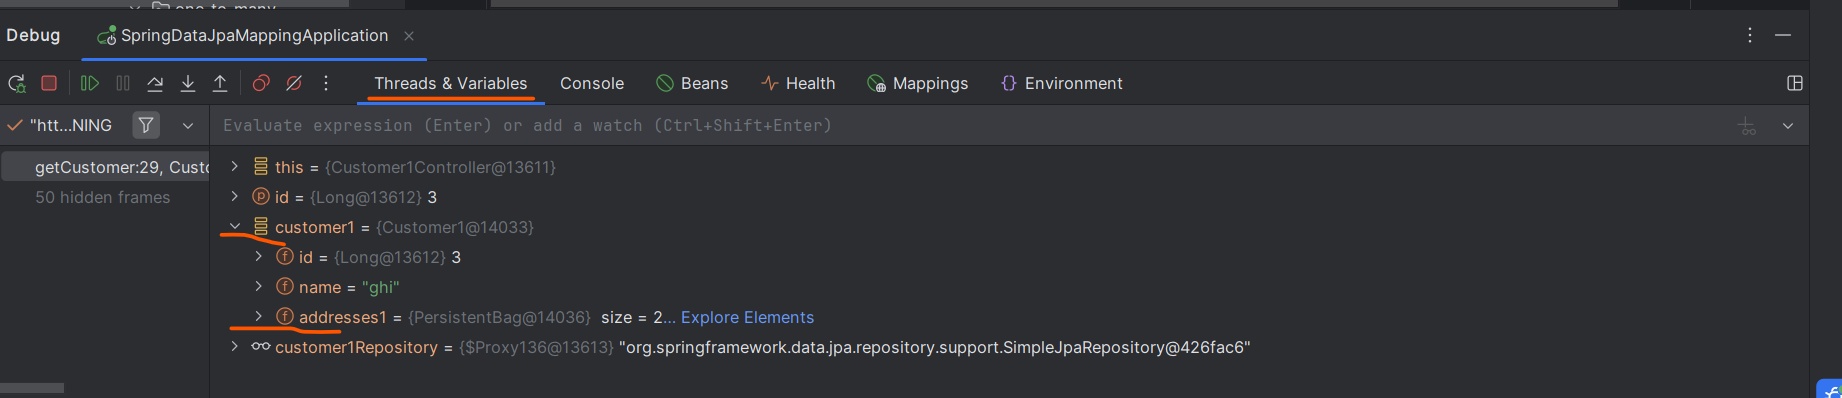 one-to-many
Debug SpringDataJpaMappingApplication
Threads & Variables Console Beans Health Mappings Environment
"htt...NING Evaluate expression (Enter) or add a watch (Ctrl+Shift+Enter)
getCustomer:29, Custo
50 hidden frames
this = {Customer1Controller@13611}
id = {Long@13612} 3
customer1 = {Customer1@14033}
id = {Long@13612} 3
name = "ghi"
addresses1 = {PersistentBag@14036} size = 2... Explore Elements
customer1Repository = {$Proxy136@13613} "org.springframework.data.jpa.repository.support.SimpleJpaRepository@426fac6"